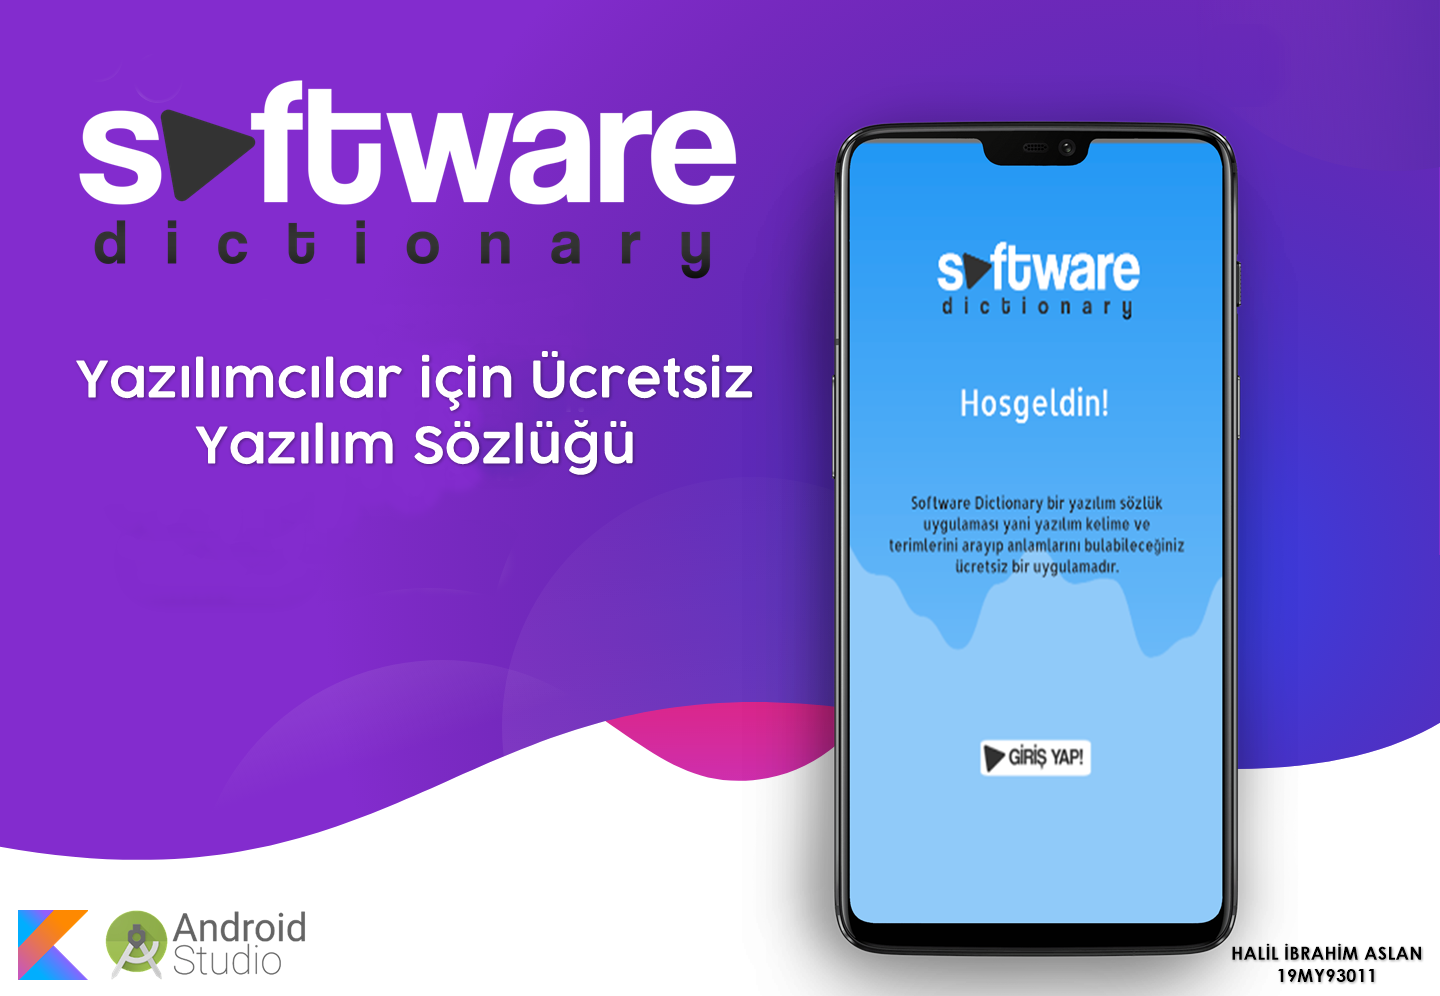 software
dictionary
Yazılımcılar için Ücretsiz
Yazılım Sözlüğü
software
dictionary
Hosgeldin!
Software Dictionary bir yazılım sözlük
uygulaması yani yazılım kelime ve
terimlerini arayıp anlamlarını bulabileceğiniz
ücretsiz bir uygulamadır.
GİRİŞ YAP!
Android
Studio
HALİL İBRAHİM ASLAN
19MY93011